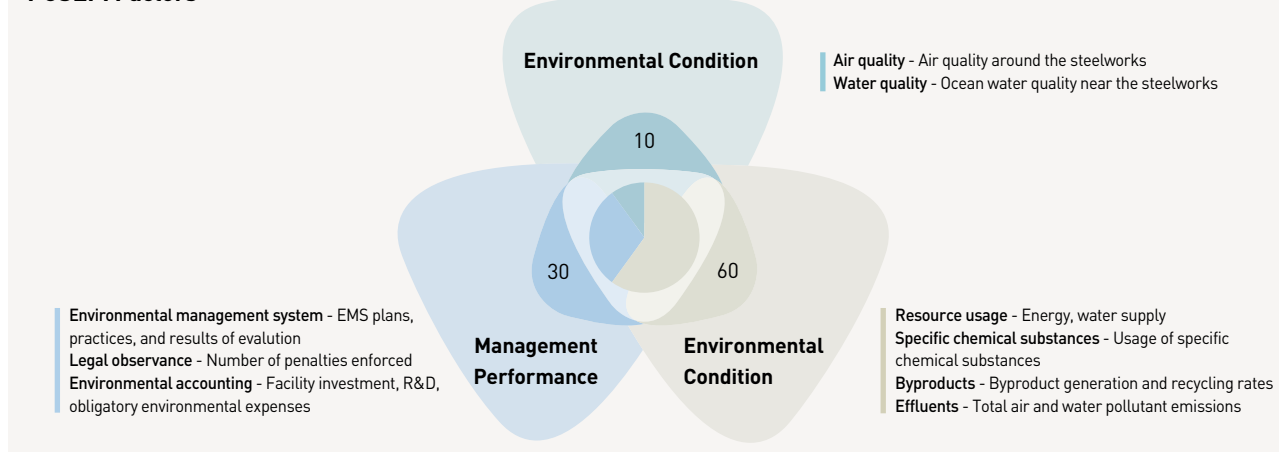 Environmental Condition
Air quality - Air quality around the steelworks
Water quality - Ocean water quality near the steelworks
10
30
60
Environmental management system - EMS plans,
practices, and results of evalution
Legal observance - Number of penalties enforced
Environmental accounting - Facility investment, R&D,
obligatory environmental expenses
Management
Performance
Environmental
Condition
Resource usage - Energy, water supply
Specific chemical substances - Usage of specific
chemical substances
Byproducts - Byproduct generation and recycling rates
Effluents - Total air and water pollutant emissions